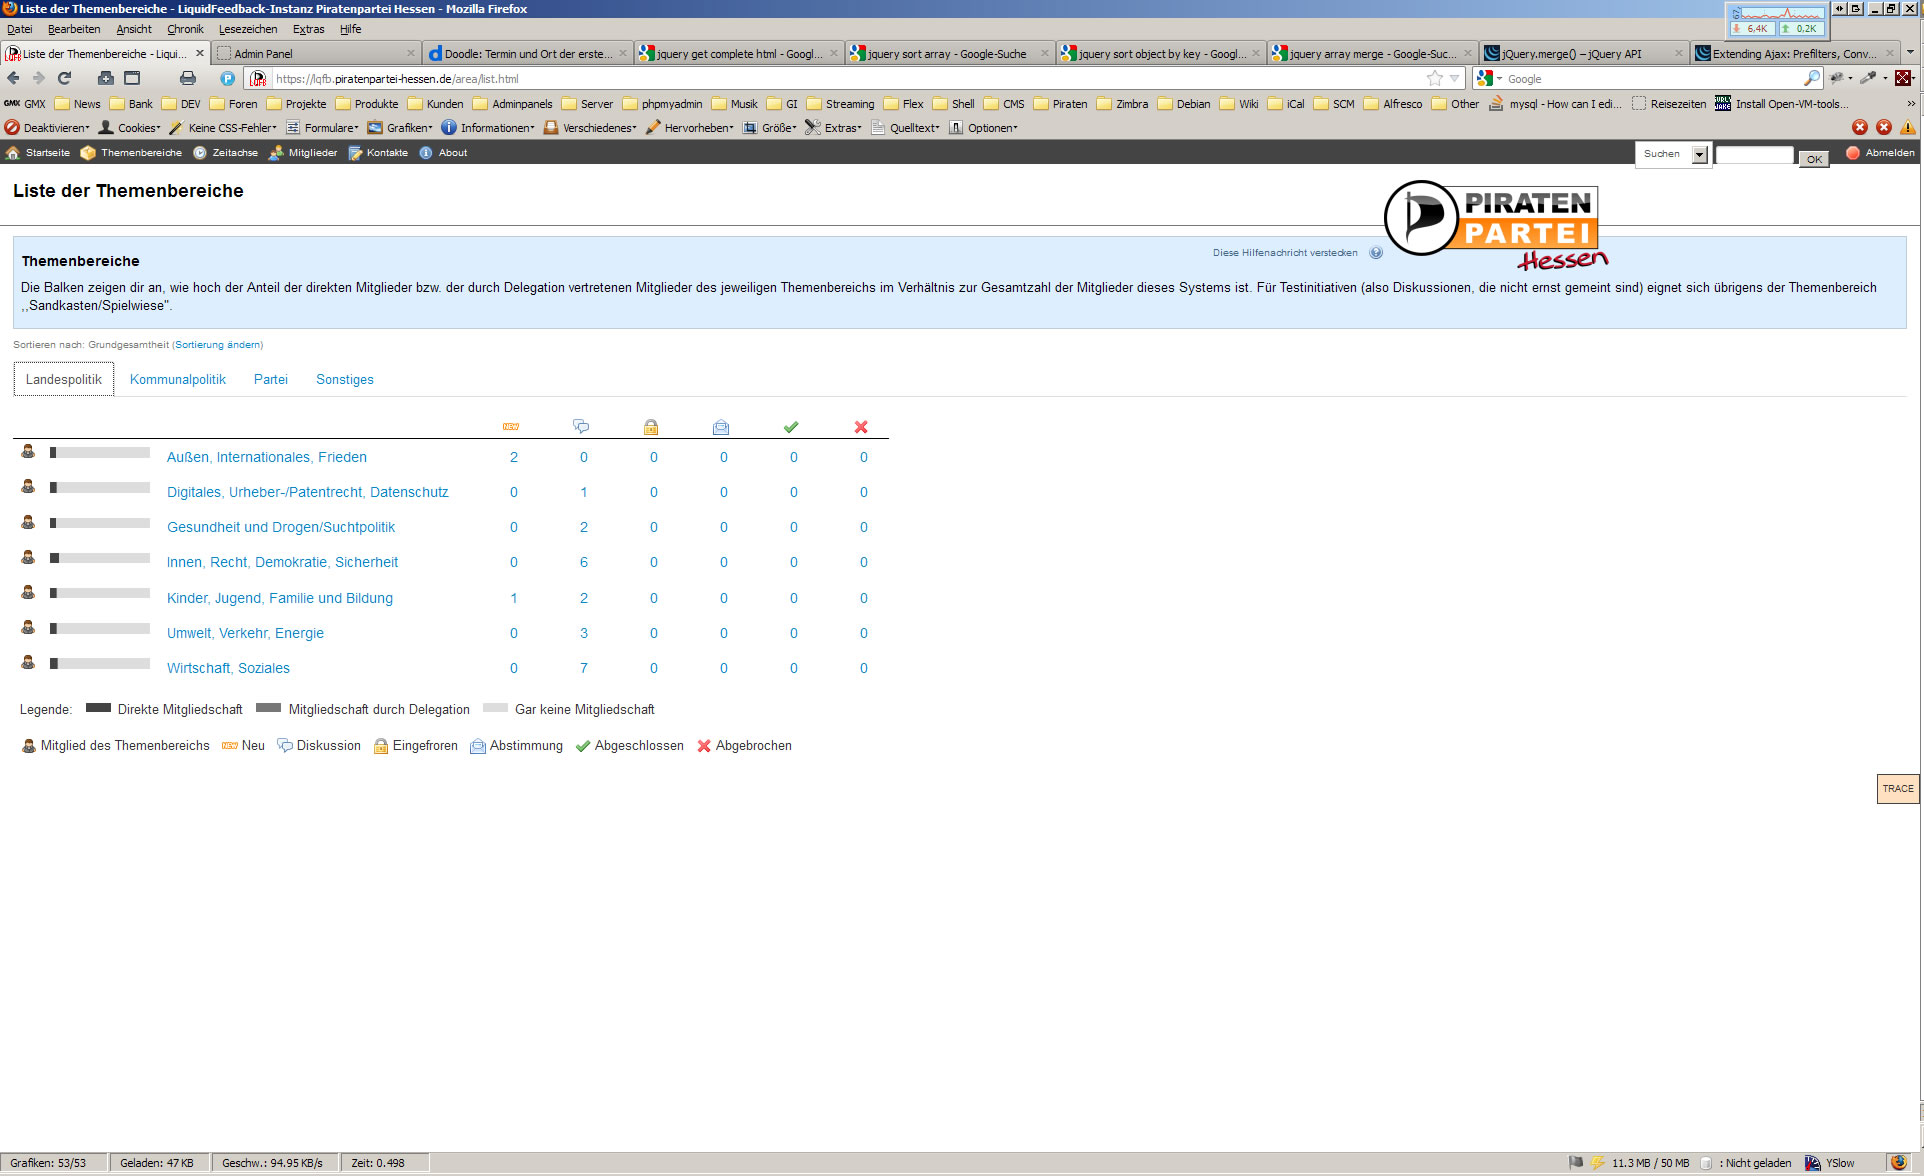 Liste der Themenbereiche - LiquidFeedback-Instanz Piratenpartei Hessen - Mozilla Firefox
6,4K 0,2K
Datei Bearbeiten Ansicht Chronik Lesezeichen Extras Hilfe
Liste der Themenbereiche - Liqui... Admin Panel Doodle: Termin und Ort der erste... jquery get complete html - Googl... jquery sort array - Google-Suche jquery sort object by key - Googl... jquery array merge - Google-Suc... jQuery.merge() – jQuery API Extending Ajax: Prefilters, Conv...
https://lqfb.piratenpartei-hessen.de/area/list.html Google
GMX GMX News Bank DEV Foren Projekte Produkte Kunden Adminpanels Server phpmyadmin Musik GI Streaming Flex Shell CMS Piraten Zimbra Debian Wiki iCal SCM Alfresco Other mysql - How can I edi... Reisezeiten Install Open-VM-tools... »
Deaktivieren Cookies Keine CSS-Fehler Formulare Grafiken Informationen Verschiedenes Hervorheben Größe Extras Quelltext Optionen
Startseite Themenbereiche Zeitachse Mitglieder Kontakte About Suchen OK Abmelden
Liste der Themenbereiche
PIRATEN
PARTEI
Hessen
Diese Hilfenachricht verstecken
Themenbereiche
Die Balken zeigen dir an, wie hoch der Anteil der direkten Mitglieder bzw. der durch Delegation vertretenen Mitglieder des jeweiligen Themenbereichs im Verhältnis zur Gesamtzahl der Mitglieder dieses Systems ist. Für Testinitiativen (also Diskussionen, die nicht ernst gemeint sind) eignet sich übrigens der Themenbereich
,,Sandkasten/Spielwiese".
Sortieren nach: Grundgesamtheit (Sortierung ändern)
Landespolitik Kommunalpolitik Partei Sonstiges
NEW
Außen, Internationales, Frieden 2 0 0 0 0 0
Digitales, Urheber-/Patentrecht, Datenschutz 0 1 0 0 0 0
Gesundheit und Drogen/Suchtpolitik 0 2 0 0 0 0
Innen, Recht, Demokratie, Sicherheit 0 6 0 0 0 0
Kinder, Jugend, Familie und Bildung 1 2 0 0 0 0
Umwelt, Verkehr, Energie 0 3 0 0 0 0
Wirtschaft, Soziales 0 7 0 0 0 0
Legende: Direkte Mitgliedschaft Mitgliedschaft durch Delegation Gar keine Mitgliedschaft
Mitglied des Themenbereichs NEW Neu Diskussion Eingefroren Abstimmung Abgeschlossen Abgebrochen
TRACE
Grafiken: 53/53 Geladen: 47 KB Geschw.: 94.95 KB/s Zeit: 0.498 11.3 MB / 50 MB : Nicht geladen YSlow